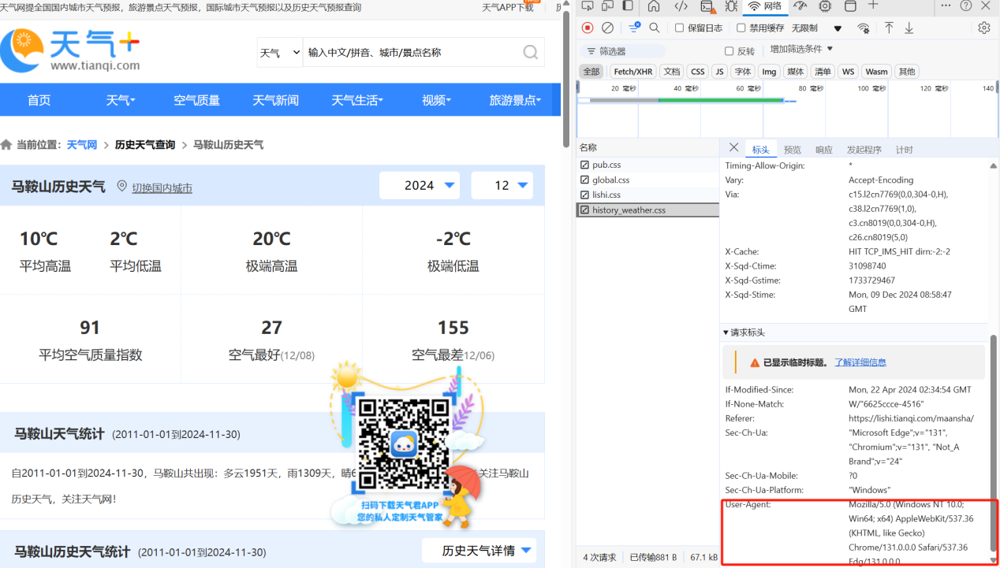 天气网提全国国内城市天气预报，旅游景点天气预报，国际城市天气预报以及历史天气预报查询
天气APP下载
天气+
www.tianqi.com
天气
输入中文/拼音、城市/景点名称
首页 天气 空气质量 天气新闻 天气生活 视频 旅游景点
当前位置：天气网 > 历史天气查询 > 马鞍山历史天气
马鞍山历史天气 切换国内城市 2024 12
10℃ 2℃ 20℃ -2℃
平均高温 平均低温 极端高温 极端低温
91 27 155
平均空气质量指数 空气最好(12/08) 空气最差12/06)
马鞍山天气统计 (2011-01-01到2024-11-30)
自2011-01-01到2024-11-30，马鞍山共出现：多云1951天，雨1309天，晴 关注马鞍山
历史天气，关注天气网！
扫码下载天气君APP
您的私人定制天气管家
马鞍山历史天气统计 (2011-01-01到2024-11-30) 历史天气详情
网络
保留日志 禁用缓存 无限制
筛选器 反转 增加筛选条件
全部 Fetch/XHR 文档 CSS JS 字体 Img 媒体 清单 WS Wasm 其他
20 毫秒 40 毫秒 60 毫秒 80 毫秒 100 毫秒 120 毫秒 140
名称
pub.css
global.css
lishi.css
history_weather.css
标头 预览 响应 发起程序 计时
Timing-Allow-Origin: *
Vary: Accept-Encoding
Via: c15.l2cn7769(0,0,304-0,H),
c38.l2cn7769(1,0),
c3.cn8019(0,0,304-0,H),
c26.cn8019(5,0)
X-Cache: HIT TCP_IMS_HIT dirn:-2:-2
X-Sqd-Ctime: 31098740
X-Sqd-Gstime: 1733729467
X-Sqd-Stime: Mon, 09 Dec 2024 08:58:47
GMT
请求标头
已显示临时标题。 了解详细信息
If-Modified-Since: Mon, 22 Apr 2024 02:34:54 GMT
If-None-Match: W/"6625ccce-4516"
Referer: https://lishi.tianqi.com/maansha/
Sec-Ch-Ua: "Microsoft Edge";v="131",
"Chromium";v="131", "Not_A
Brand";v="24"
Sec-Ch-Ua-Mobile: ?0
Sec-Ch-Ua-Platform: "Windows"
User-Agent: Mozilla/5.0 (Windows NT 10.0;
Win64; x64) AppleWebKit/537.36
(KHTML, like Gecko)
Chrome/131.0.0.0 Safari/537.36
Edg/131.0.0.0
4 次请求 已传输881 B 67.1 kB